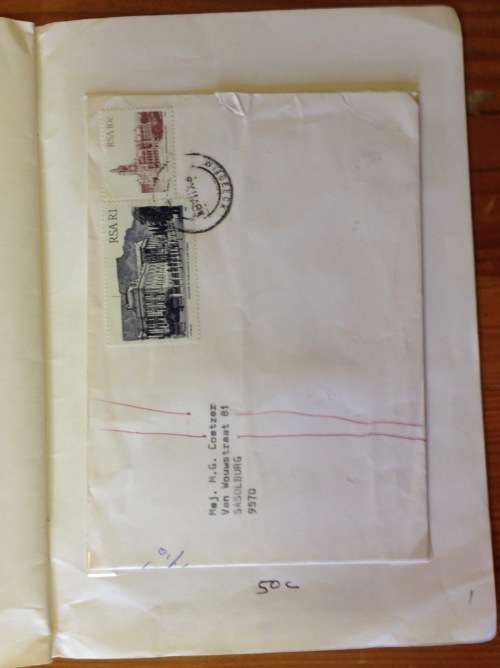 RSA 10c
RSA R1
Mej. M.G. Coetzer
Van Wouwstraat 81
SASOLBURG
9570
50c